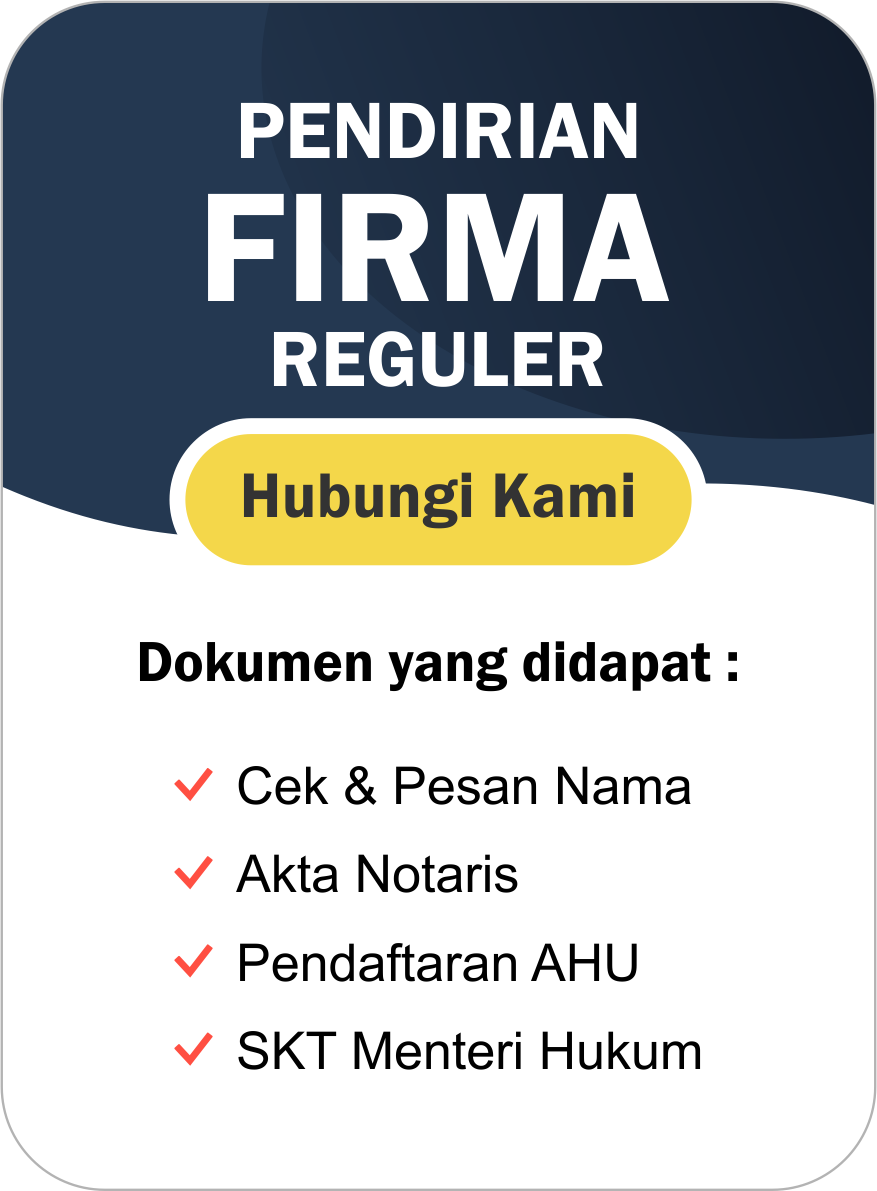 PENDIRIAN
FIRMA
REGULER
Hubungi Kami
Dokumen yang didapat :
Cek & Pesan Nama
Akta Notaris
Pendaftaran AHU
SKT Menteri Hukum